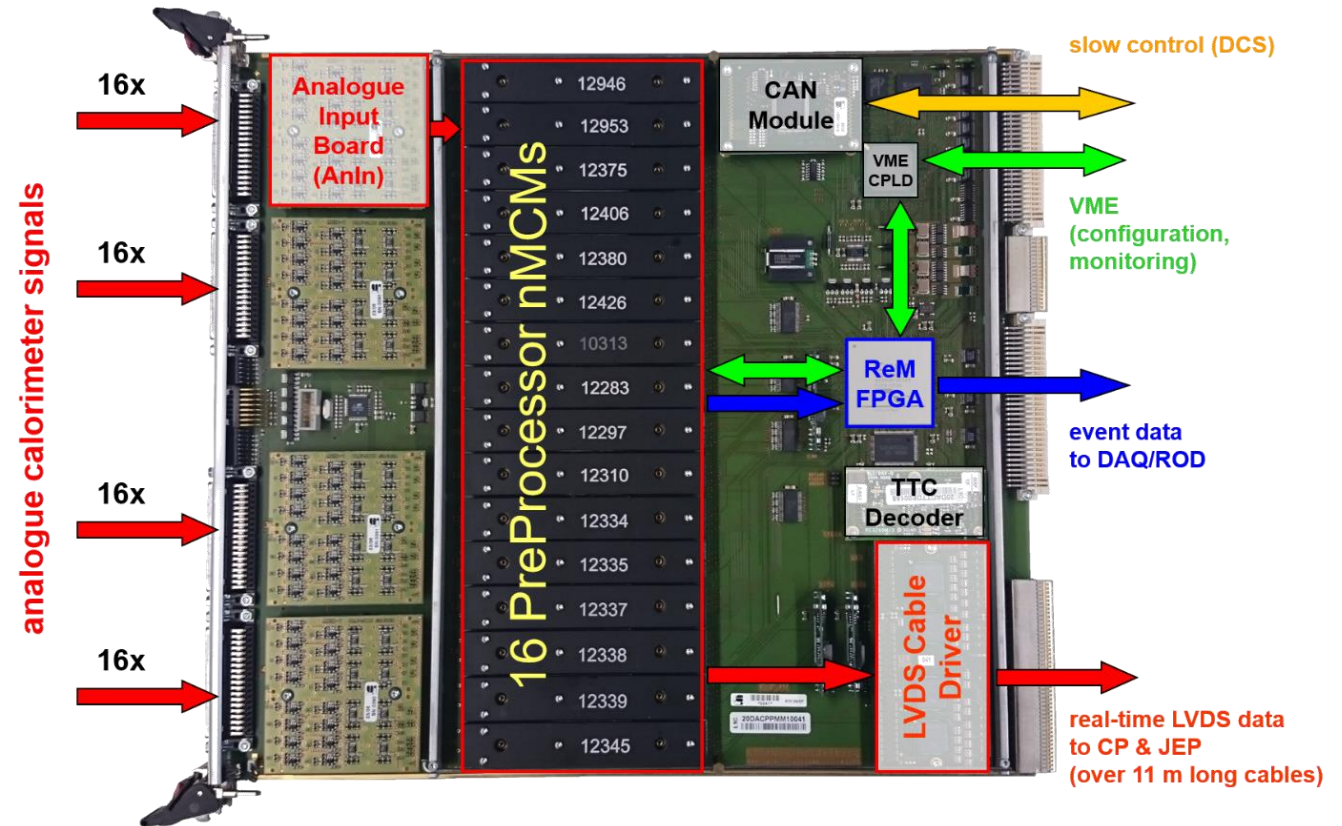 analogue calorimeter signals
16x
16x
16x
16x
Analogue
Input
Board
(AnIn)
16 PreProcessor nMCMs
12946
12953
12375
12406
12380
12426
10313
12283
12297
12310
12334
12335
12337
12338
12339
12345
CAN
Module
VME
CPLD
ReM
FPGA
TTC
Decoder
LVDS Cable
Driver
20DACPPMM10041
slow control (DCS)
VME
(configuration,
monitoring)
event data
to DAQ/ROD
real-time LVDS data
to CP & JEP
(over 11 m long cables)